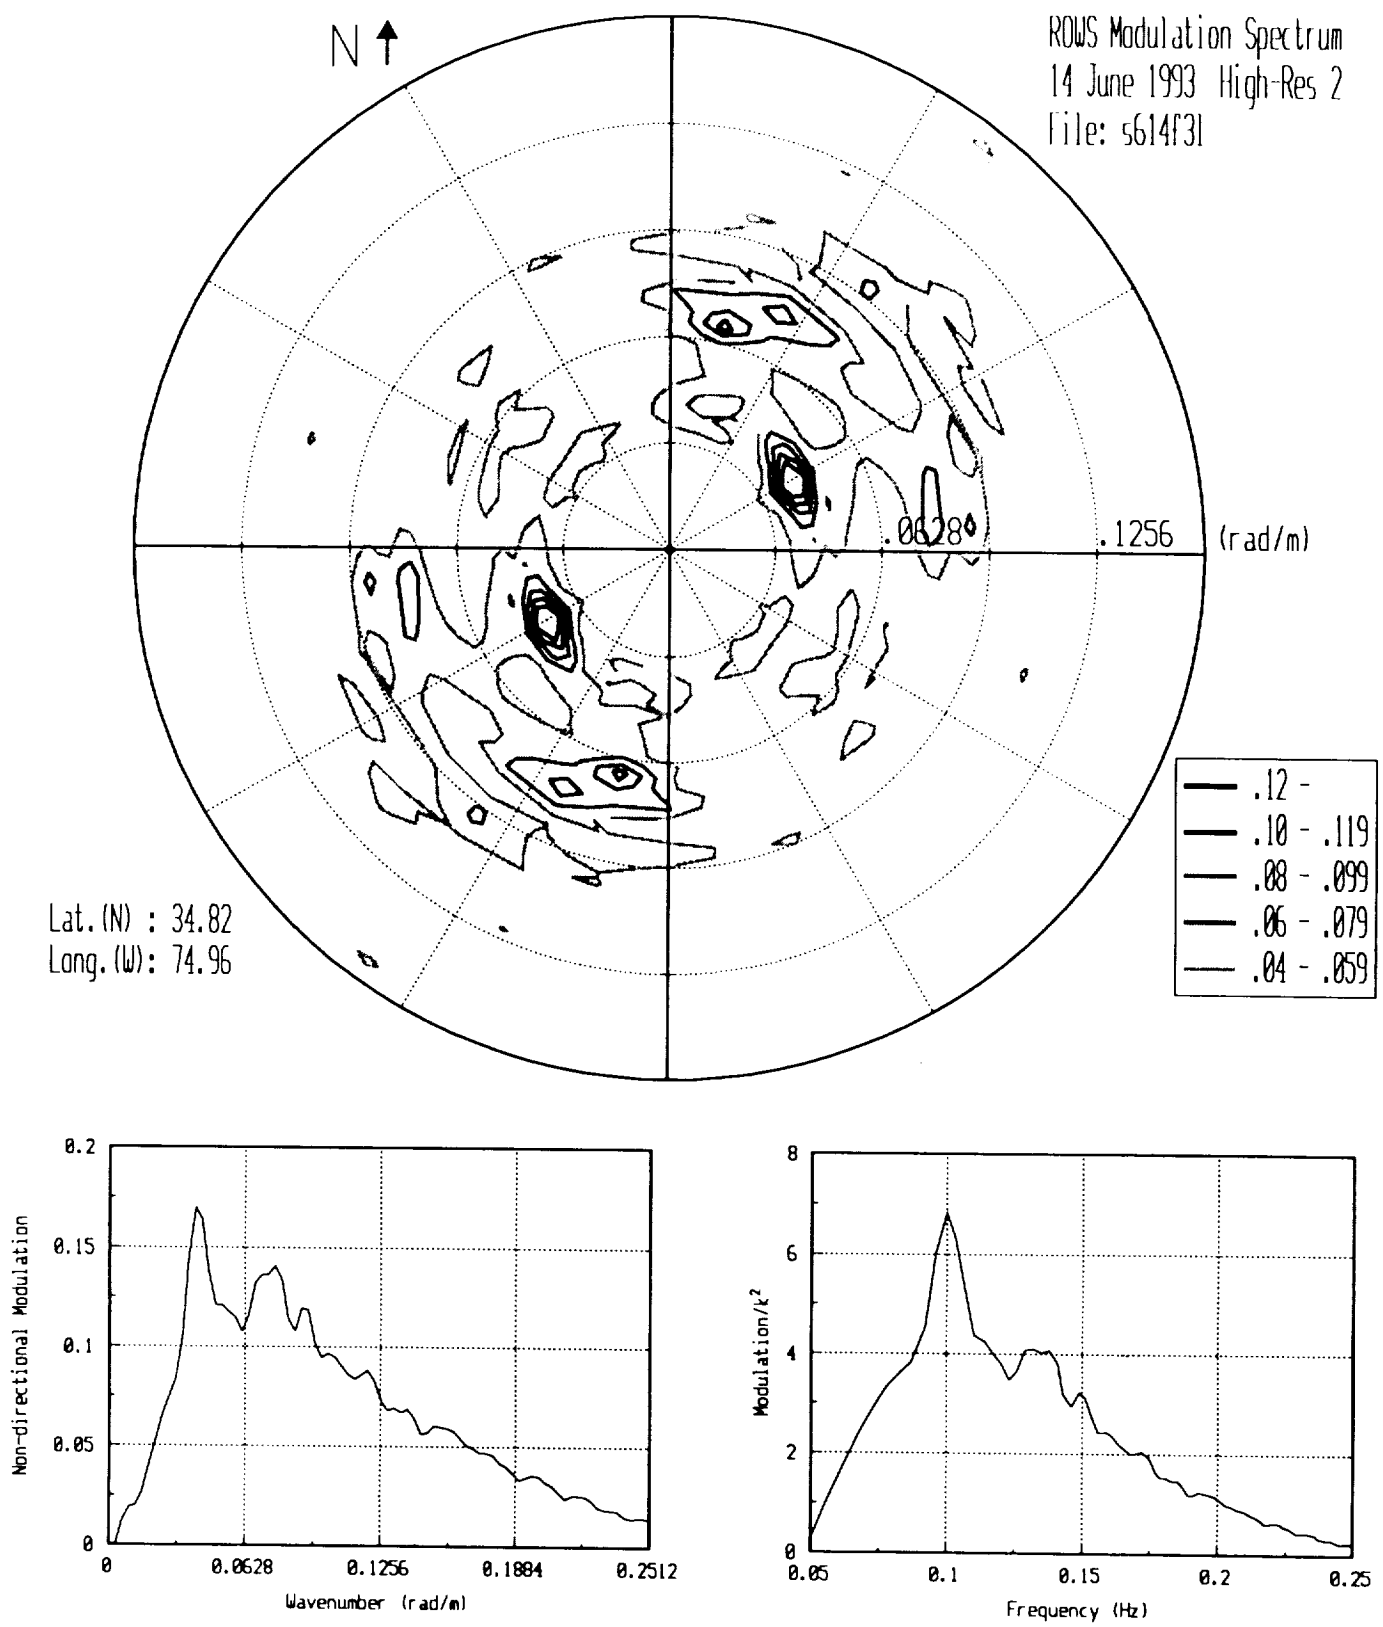 N
ROWS Modulation Spectrum
14 June 1993 High-Res 2
File: s614f31
.0628 .1256 (rad/m)
.12 -
.10 - .119
.08 - .099
.06 - .079
.04 - .059
Lat.(N) : 34.82
Long.(W): 74.96
Non-directional Modulation
0.2
0.15
0.1
0.05
0
0 0.0628 0.1256 0.1884 0.2512
Wavenumber (rad/m)
Modulation/k²
8
6
4
2
0
0.05 0.1 0.15 0.2 0.25
Frequency (Hz)